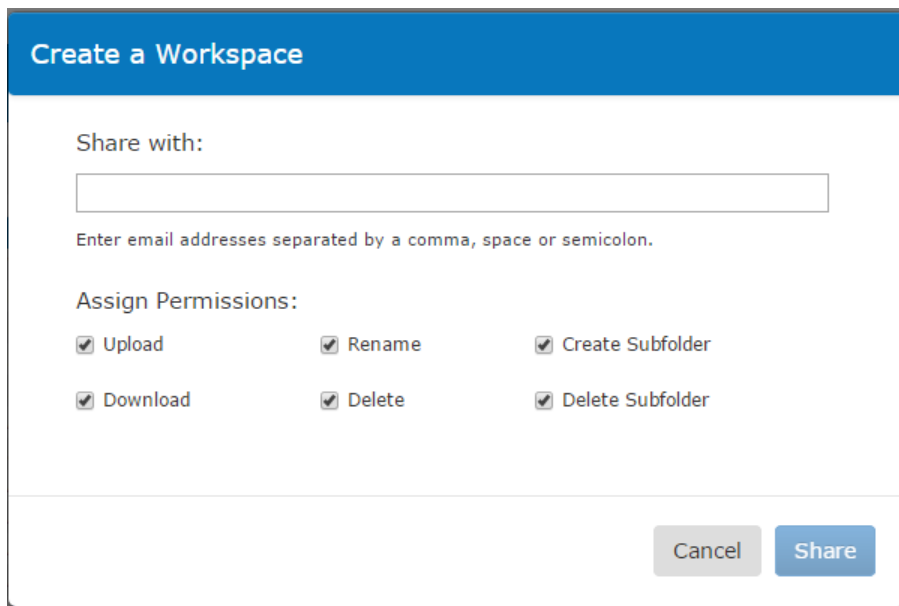 Create a Workspace
Share with:
Enter email addresses separated by a comma, space or semicolon.
Assign Permissions:
Upload Rename Create Subfolder
Download Delete Delete Subfolder
Cancel Share